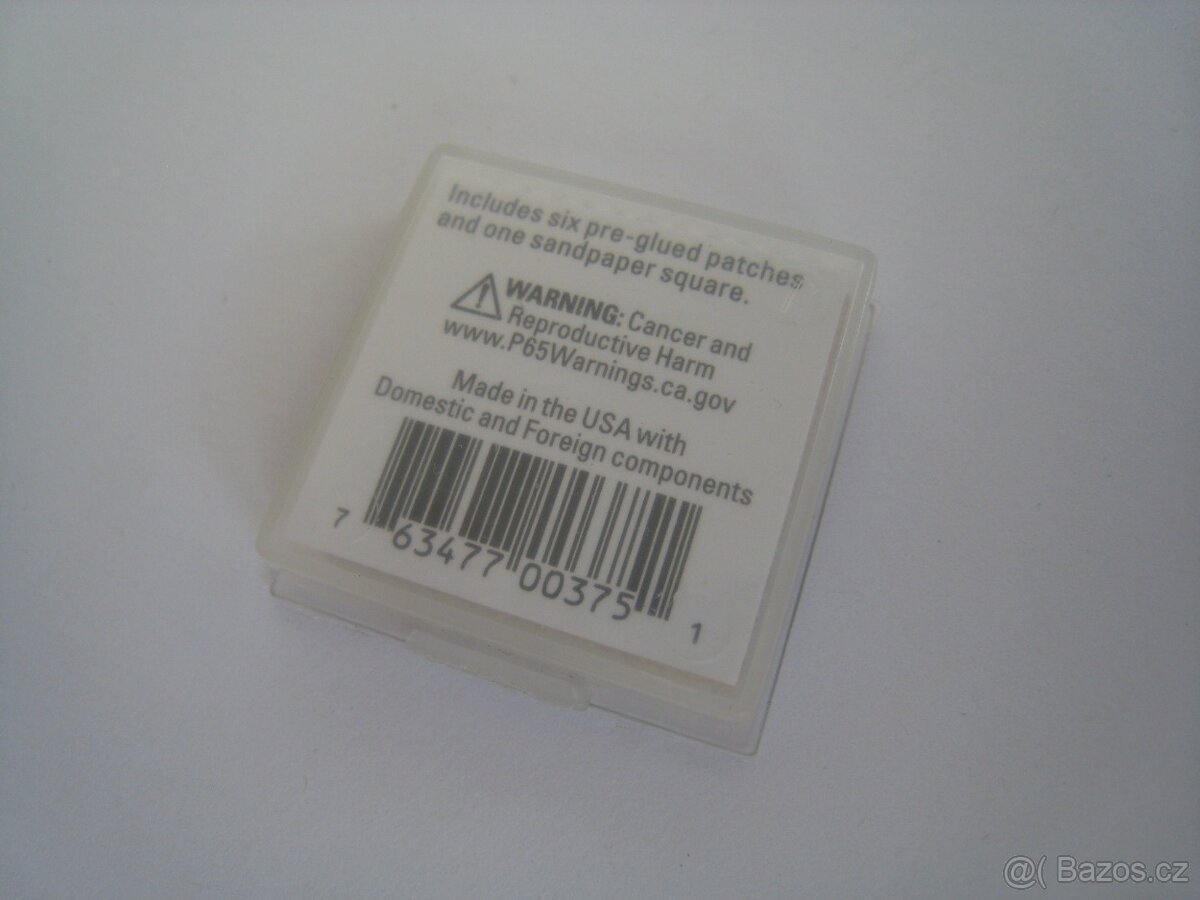 Includes six pre-glued patches
and one sandpaper square.
WARNING: Cancer and
Reproductive Harm
www.P65Warnings.ca.gov
Made in the USA with
Domestic and Foreign components
7 63477 00375 1
@( Bazos.cz